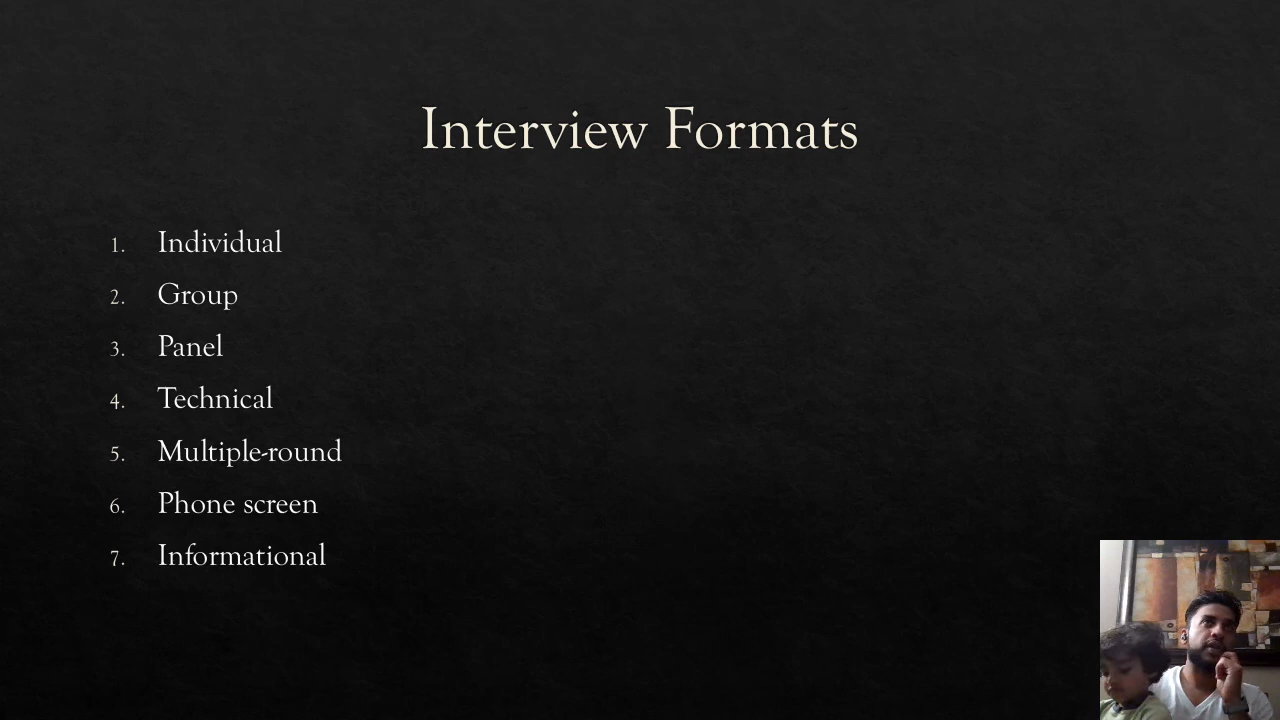 Interview Formats
1. Individual
2. Group
3. Panel
4. Technical
5. Multiple-round
6. Phone screen
7. Informational